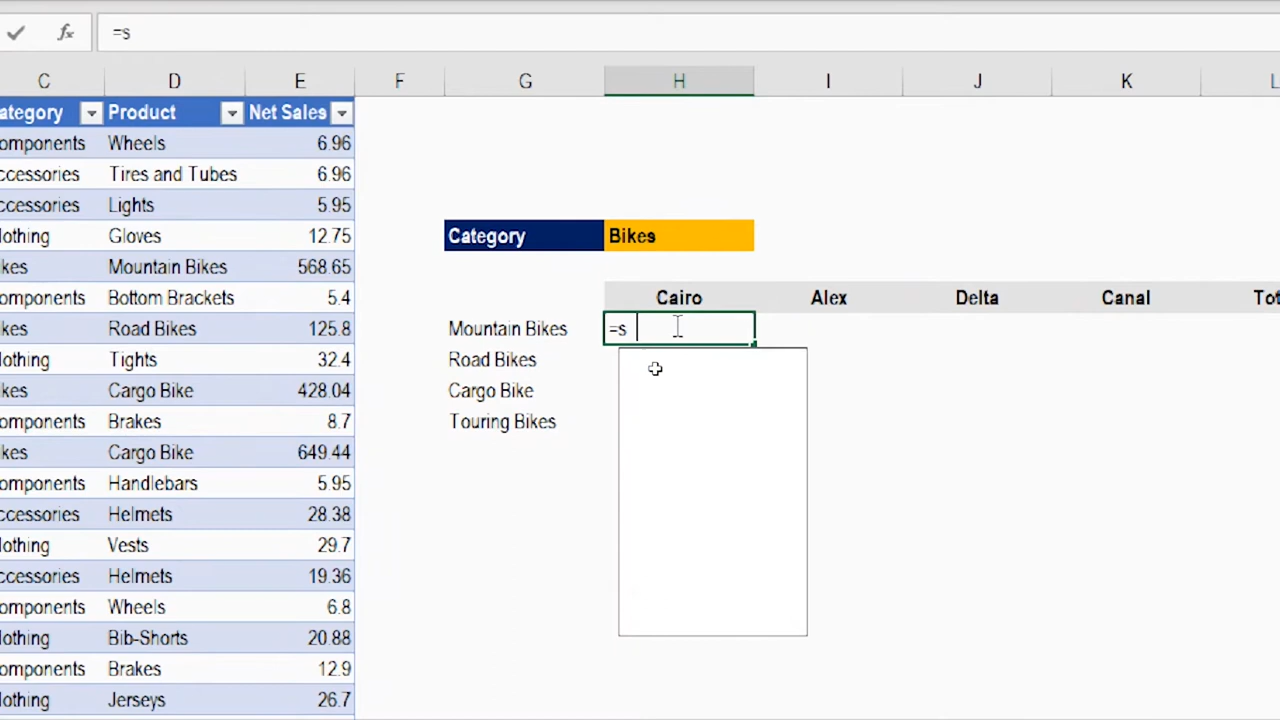 fx =s
C D E F G H I J K L
ategory Product Net Sales
omponents Wheels 6.96
ccessories Tires and Tubes 6.96
ccessories Lights 5.95
lothing Gloves 12.75
Category Bikes
kes Mountain Bikes 568.65
omponents Bottom Brackets 5.4
Cairo Alex Delta Canal Tot
kes Road Bikes 125.8
Mountain Bikes =s
lothing Tights 32.4
Road Bikes
kes Cargo Bike 428.04
Cargo Bike
omponents Brakes 8.7
Touring Bikes
kes Cargo Bike 649.44
omponents Handlebars 5.95
ccessories Helmets 28.38
lothing Vests 29.7
ccessories Helmets 19.36
omponents Wheels 6.8
lothing Bib-Shorts 20.88
omponents Brakes 12.9
lothing Jerseys 26.7